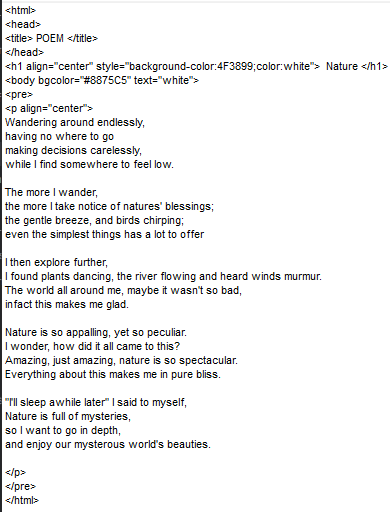 <html>
<head>
<title> POEM </title>
</head>
<h1 align="center" style="background-color:4F3899;color:white">  Nature </h1>
<body bgcolor="#8875C5" text="white">
<pre>
<p align="center">
Wandering around endlessly,
having no where to go
making decisions carelessly,
while I find somewhere to feel low.

The more I wander,
the more I take notice of natures' blessings;
the gentle breeze, and birds chirping;
even the simplest things has a lot to offer

I then explore further,
I found plants dancing, the river flowing and heard winds murmur.
The world all around me, maybe it wasn't so bad,
infact this makes me glad.

Nature is so appalling, yet so peculiar.
I wonder, how did it all came to this?
Amazing, just amazing, nature is so spectacular.
Everything about this makes me in pure bliss.

"I'll sleep awhile later" I said to myself,
Nature is full of mysteries,
so I want to go in depth,
and enjoy our mysterous world's beauties.

</p>
</pre>
</html>